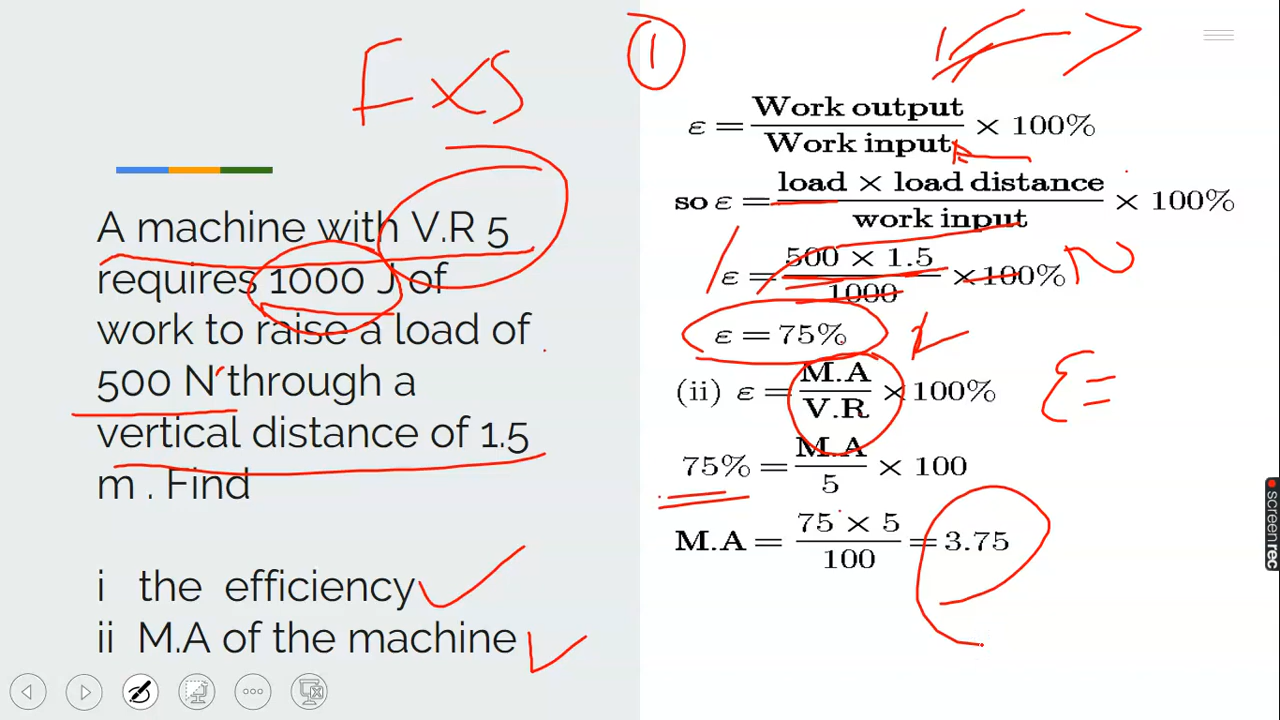 F x S
A machine with V.R 5
requires 1000 J of
work to raise a load of
500 N through a
vertical distance of 1.5
m . Find
i the efficiency
ii M.A of the machine
1
ε = Work output / Work input × 100%
so ε = load × load distance / work input × 100%
ε = 500 × 1.5 / 1000 × 100%
ε = 75%
(ii) ε = M.A / V.R × 100%
ε =
75% = M.A / 5 × 100
M.A = 75 × 5 / 100 = 3.75
screenrec